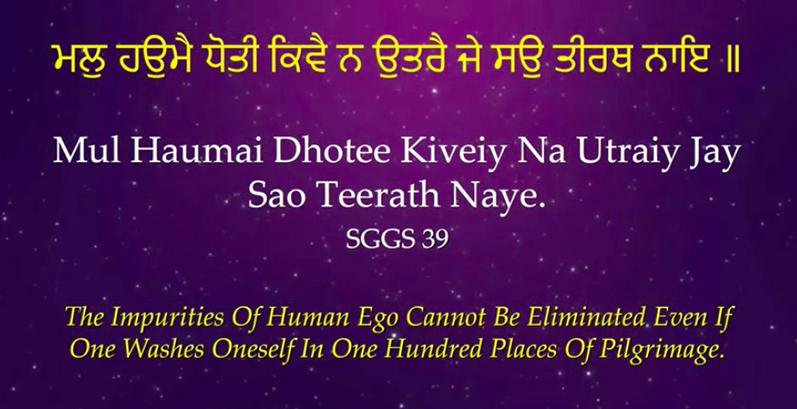 ਮਲੁ ਹਉਮੈ ਧੋਤੀ ਕਿਵੈ ਨ ਉਤਰੈ ਜੇ ਸਉ ਤੀਰਥ ਨਾਇ ॥
Mul Haumai Dhotee Kiveiy Na Utraiy Jay
Sao Teerath Naye.
SGGS 39
The Impurities Of Human Ego Cannot Be Eliminated Even If
One Washes Oneself In One Hundred Places Of Pilgrimage.